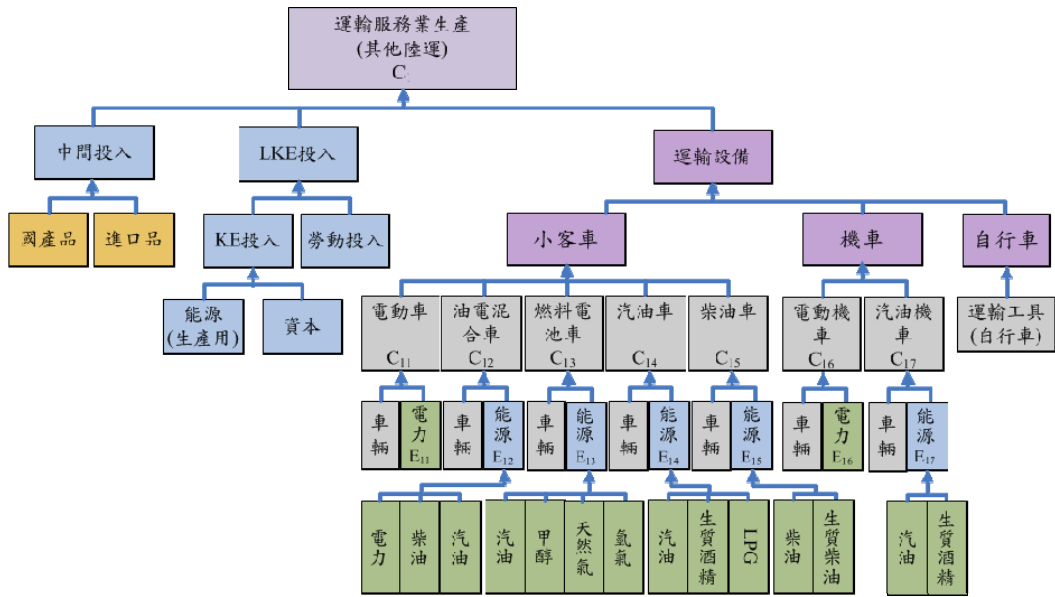 運輸服務業生產
(其他陸運)
C
中間投入
LKE投入
運輸設備
國產品
進口品
KE投入
勞動投入
小客車
機車
自行車
能源
(生產用)
資本
電動車
C11
油電混
合車
C12
燃料電
池車
C13
汽油車
C14
柴油車
C15
電動機
車
C16
汽油機
車
C17
運輸工具
(自行車)
車輛
電力
E11
車輛
能源
E12
車輛
能源
E13
車輛
能源
E14
車輛
能源
E15
車輛
電力
E16
車輛
能源
E17
電力
柴油
汽油
汽油
甲醇
天然氣
氫氣
汽油
生質酒精
LPG
柴油
生質柴油
汽油
生質酒精